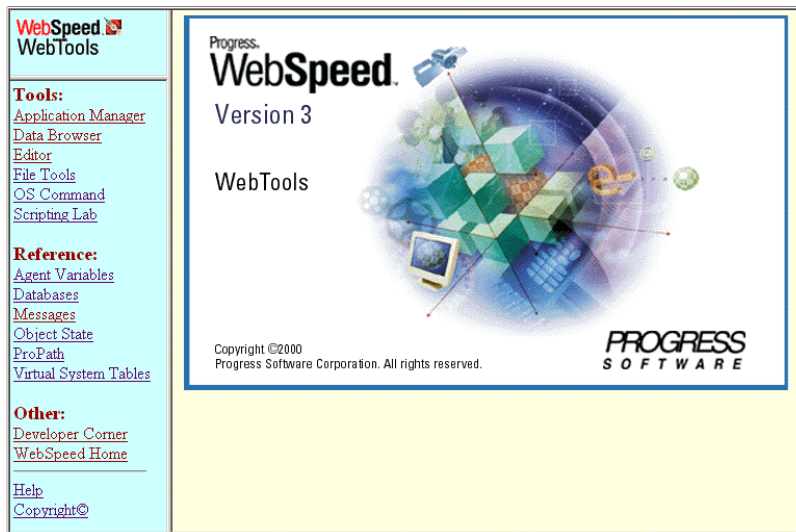 WebSpeed
WebTools
Tools:
Application Manager
Data Browser
Editor
File Tools
OS Command
Scripting Lab
Reference:
Agent Variables
Databases
Messages
Object State
ProPath
Virtual System Tables
Other:
Developer Corner
WebSpeed Home
Help
Copyright©
Progress.
WebSpeed™
Version 3
WebTools
Copyright ©2000
Progress Software Corporation. All rights reserved.
PROGRESS
SOFTWARE